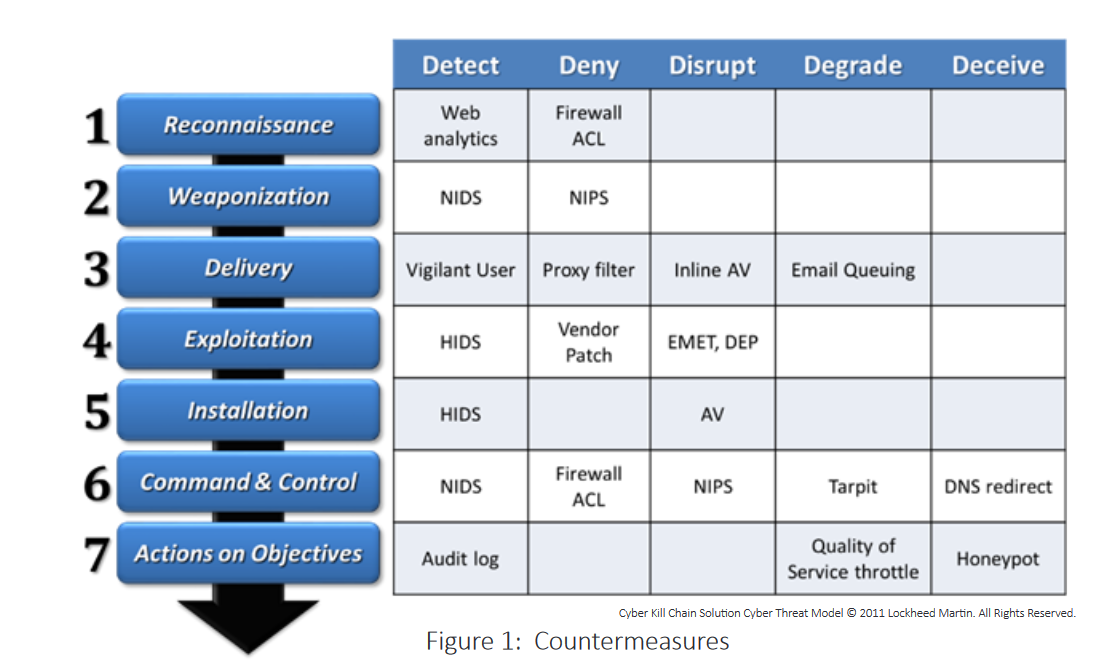 Detect Deny Disrupt Degrade Deceive
1 Reconnaissance Web analytics Firewall ACL
2 Weaponization NIDS NIPS
3 Delivery Vigilant User Proxy filter Inline AV Email Queuing
4 Exploitation HIDS Vendor Patch EMET, DEP
5 Installation HIDS AV
6 Command & Control NIDS Firewall ACL NIPS Tarpit DNS redirect
7 Actions on Objectives Audit log Quality of Service throttle Honeypot
Cyber Kill Chain Solution Cyber Threat Model © 2011 Lockheed Martin. All Rights Reserved.
Figure 1: Countermeasures